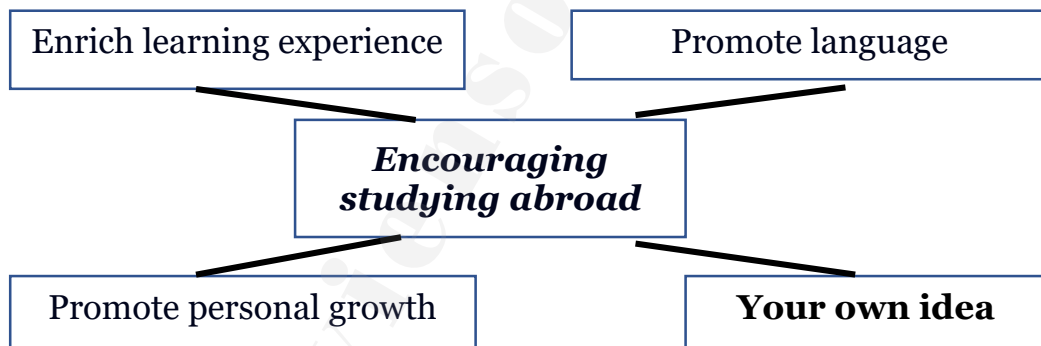 Enrich learning experience
Promote language
Encouraging
studying abroad
Promote personal growth
Your own idea